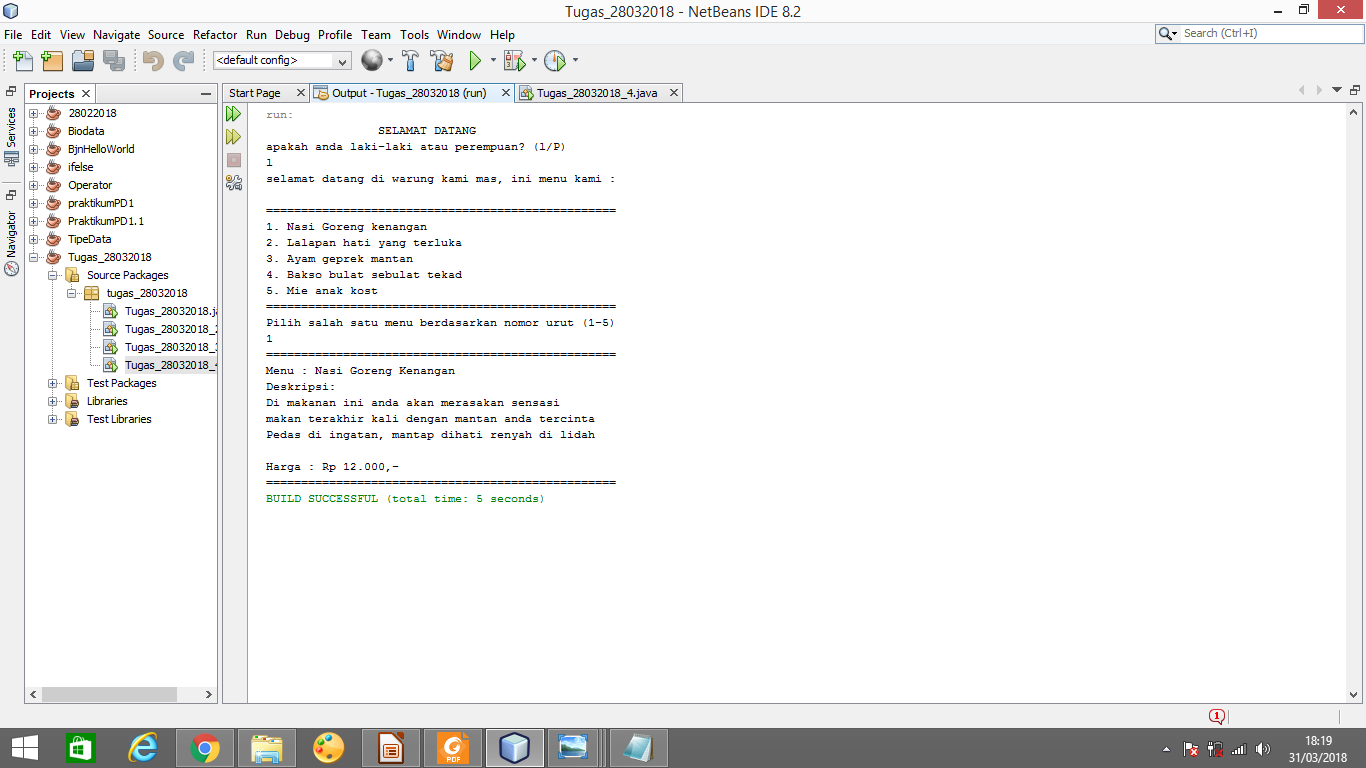 Tugas_28032018 - NetBeans IDE 8.2
File Edit View Navigate Source Refactor Run Debug Profile Team Tools Window Help
Search (Ctrl+I)
<default config>
Services
Navigator
Projects
28022018
Biodata
BjnHelloWorld
ifelse
Operator
praktikumPD1
PraktikumPD1.1
TipeData
Tugas_28032018
Source Packages
tugas_28032018
Tugas_28032018.ja
Tugas_28032018_2
Tugas_28032018_3
Tugas_28032018_4
Test Packages
Libraries
Test Libraries
Start Page
Output - Tugas_28032018 (run)
Tugas_28032018_4.java
run:
SELAMAT DATANG
apakah anda laki-laki atau perempuan? (l/P)
l
selamat datang di warung kami mas, ini menu kami :
==================================================
1. Nasi Goreng kenangan
2. Lalapan hati yang terluka
3. Ayam geprek mantan
4. Bakso bulat sebulat tekad
5. Mie anak kost
==================================================
Pilih salah satu menu berdasarkan nomor urut (1-5)
1
==================================================
Menu : Nasi Goreng Kenangan
Deskripsi:
Di makanan ini anda akan merasakan sensasi
makan terakhir kali dengan mantan anda tercinta
Pedas di ingatan, mantap dihati renyah di lidah
Harga : Rp 12.000,-
==================================================
BUILD SUCCESSFUL (total time: 5 seconds)
1
PDF
18:19
31/03/2018